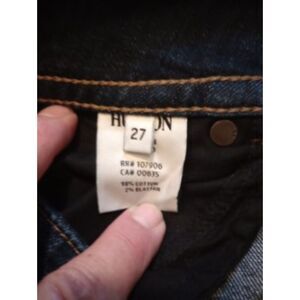 27
RN# 107906
CA# 00835
98% COTTON
2% ELASTAN